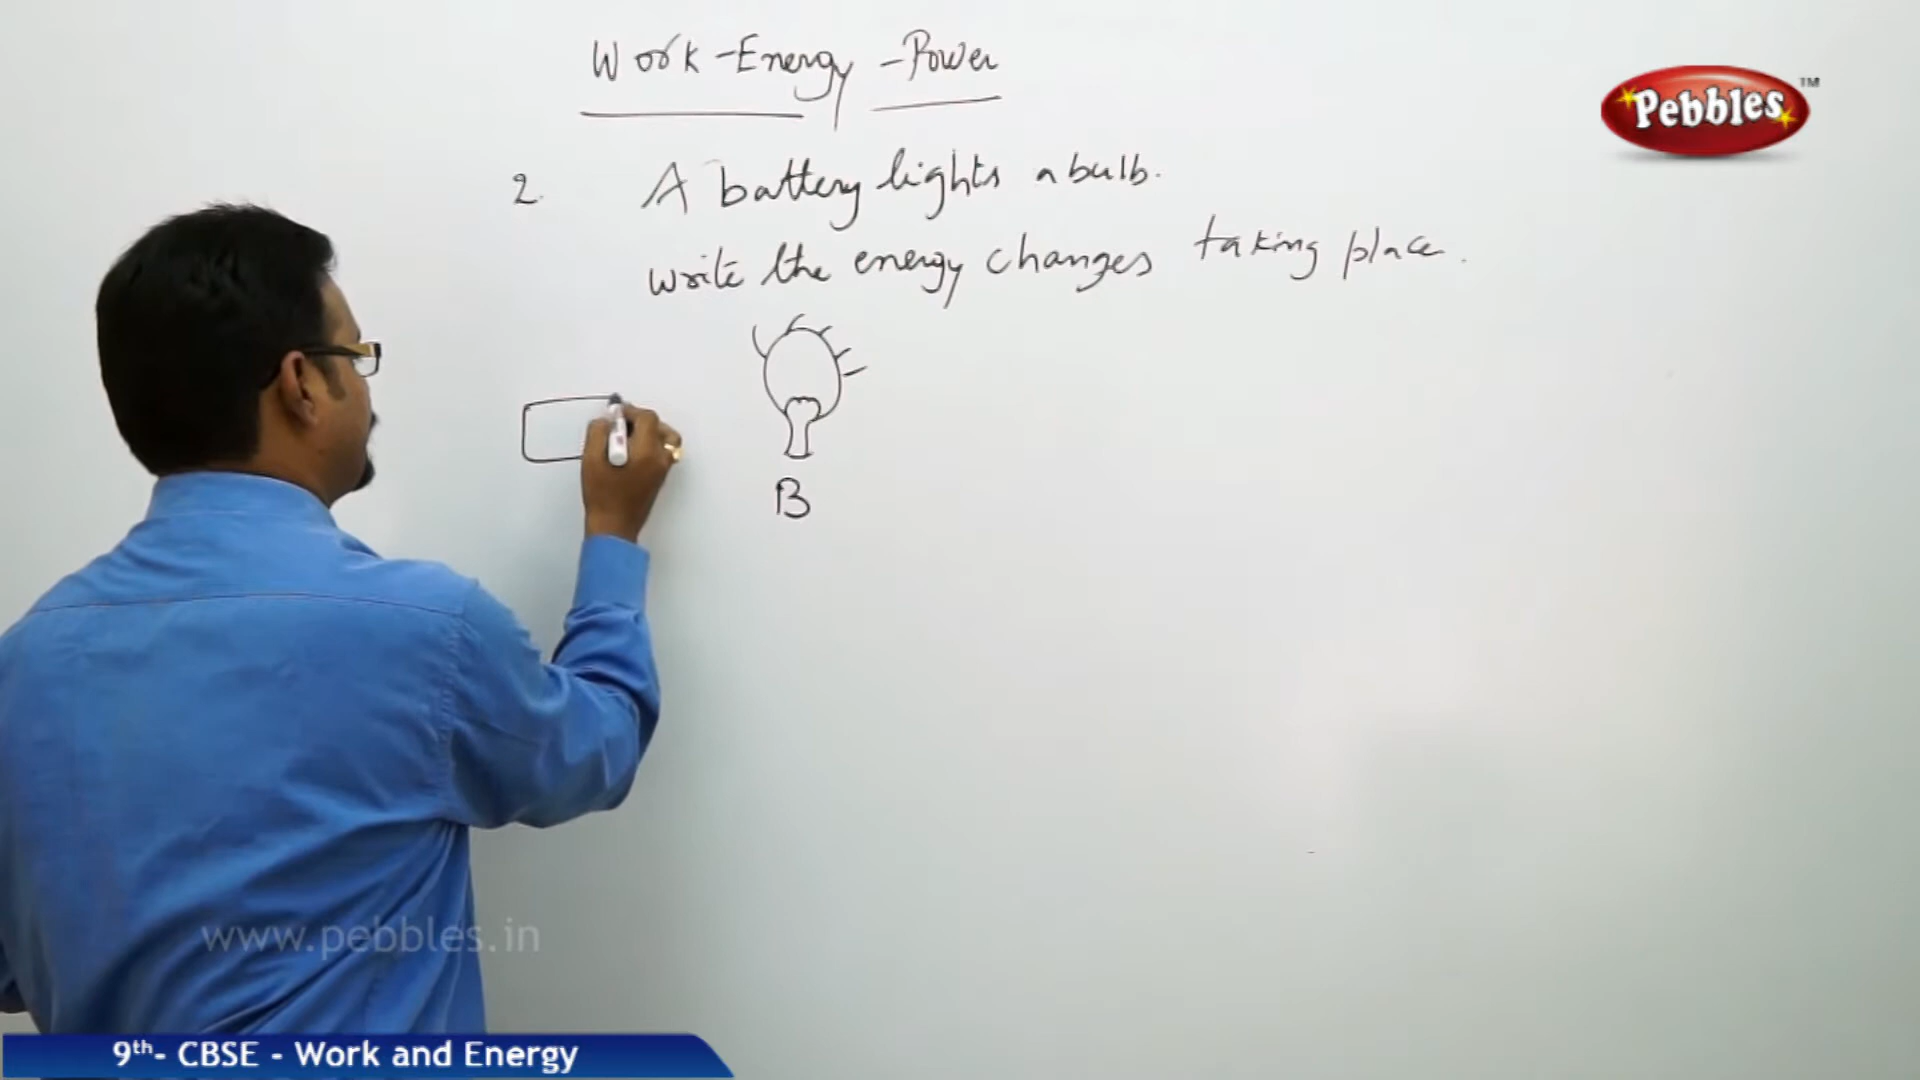 Work-Energy-Power
Pebbles™
2. A battery lights a bulb.
write the energy changes taking place.
B
www.pebbles.in
9th- CBSE - Work and Energy